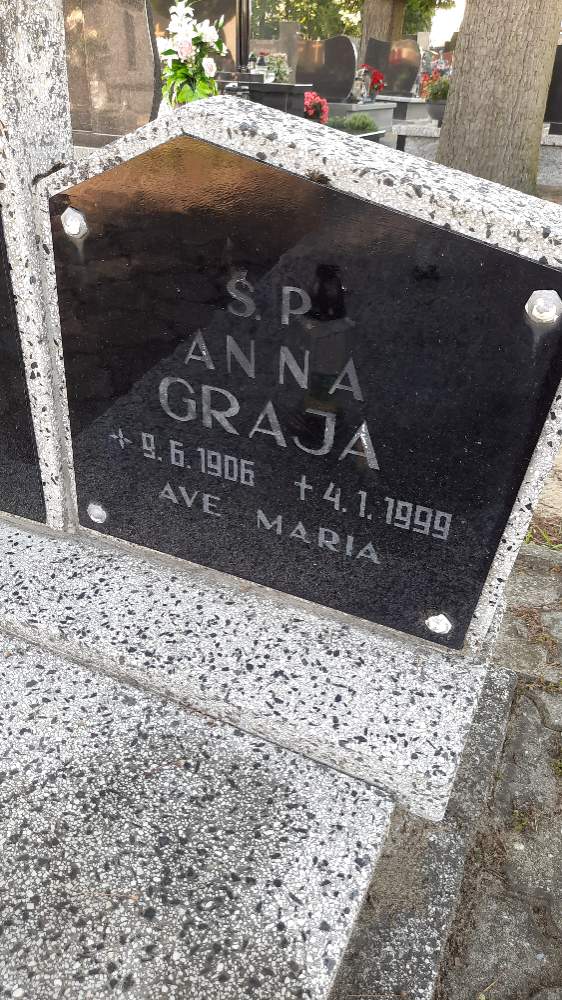 Ś. P.
ANNA
GRAJA
9. 6. 1906 + 4. 1. 1999
AVE MARIA